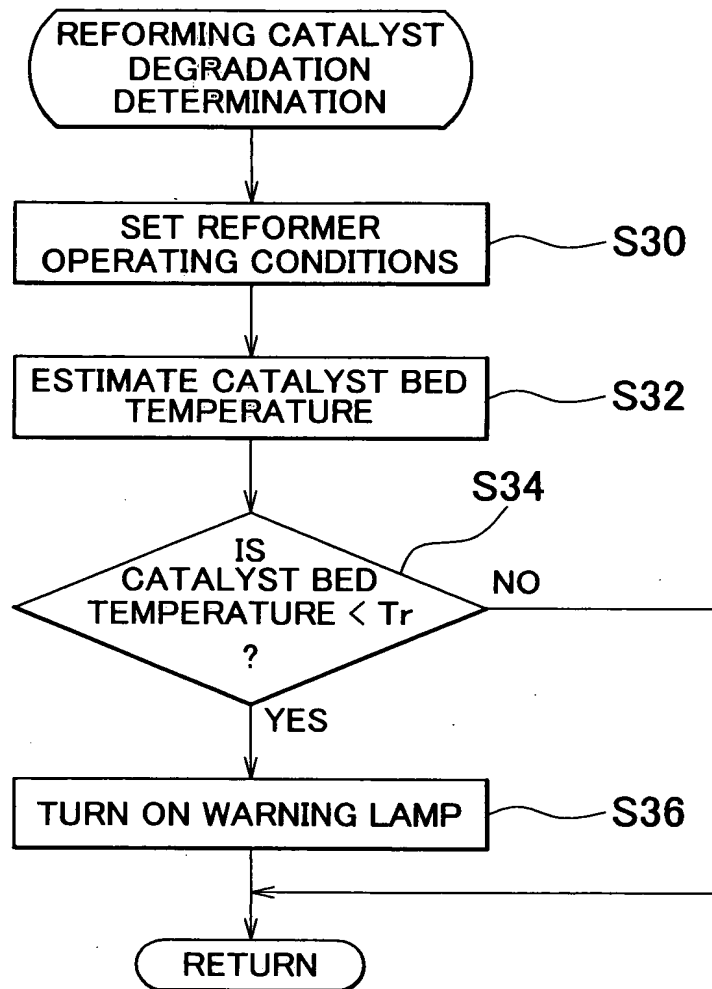 REFORMING CATALYST
DEGRADATION
DETERMINATION
SET REFORMER
OPERATING CONDITIONS
S30
ESTIMATE CATALYST BED
TEMPERATURE
S32
S34
IS
CATALYST BED
TEMPERATURE < Tr
?
NO
YES
TURN ON WARNING LAMP
S36
RETURN